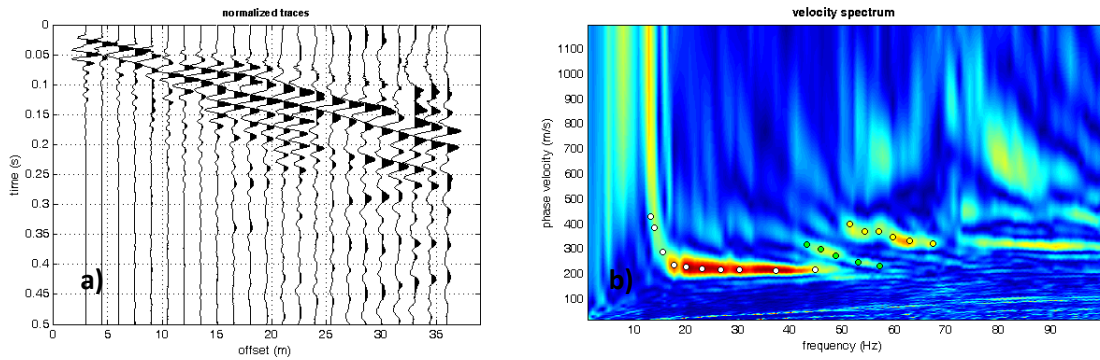 normalized traces
0
0.05
0.1
0.15
0.2
0.25
0.3
0.35
0.4
0.45
0.5
time (s)
a)
0 5 10 15 20 25 30 35
offset (m)
velocity spectrum
1100
1000
900
800
700
600
500
400
300
200
100
phase velocity (m/s)
b)
10 20 30 40 50 60 70 80 90
frequency (Hz)